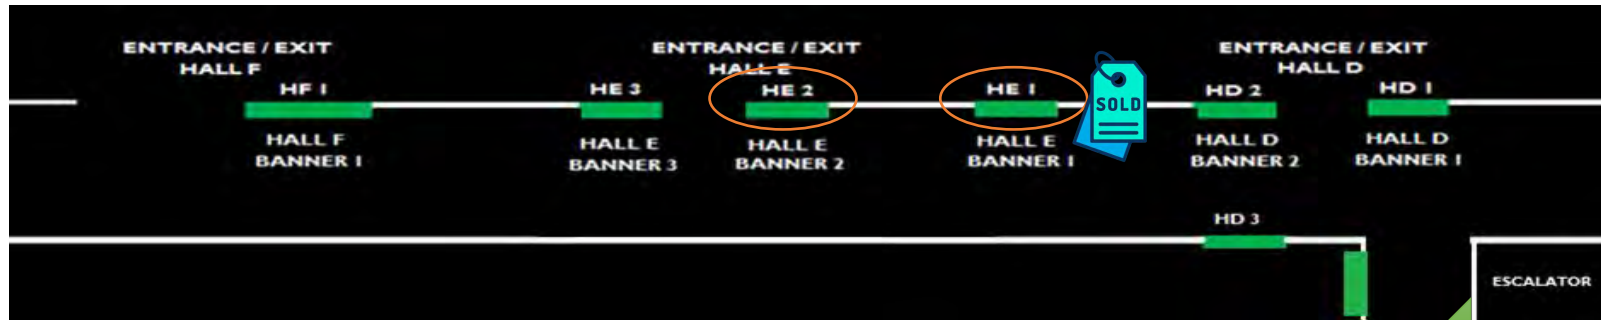 ENTRANCE / EXIT
HALL F
ENTRANCE / EXIT
HALL E
ENTRANCE / EXIT
HALL D
HF 1
HE 3
HE 2
HE 1
SOLD
HD 2
HD 1
HALL F
BANNER 1
HALL E
BANNER 3
HALL E
BANNER 2
HALL E
BANNER 1
HALL D
BANNER 2
HALL D
BANNER 1
HD 3
ESCALATOR